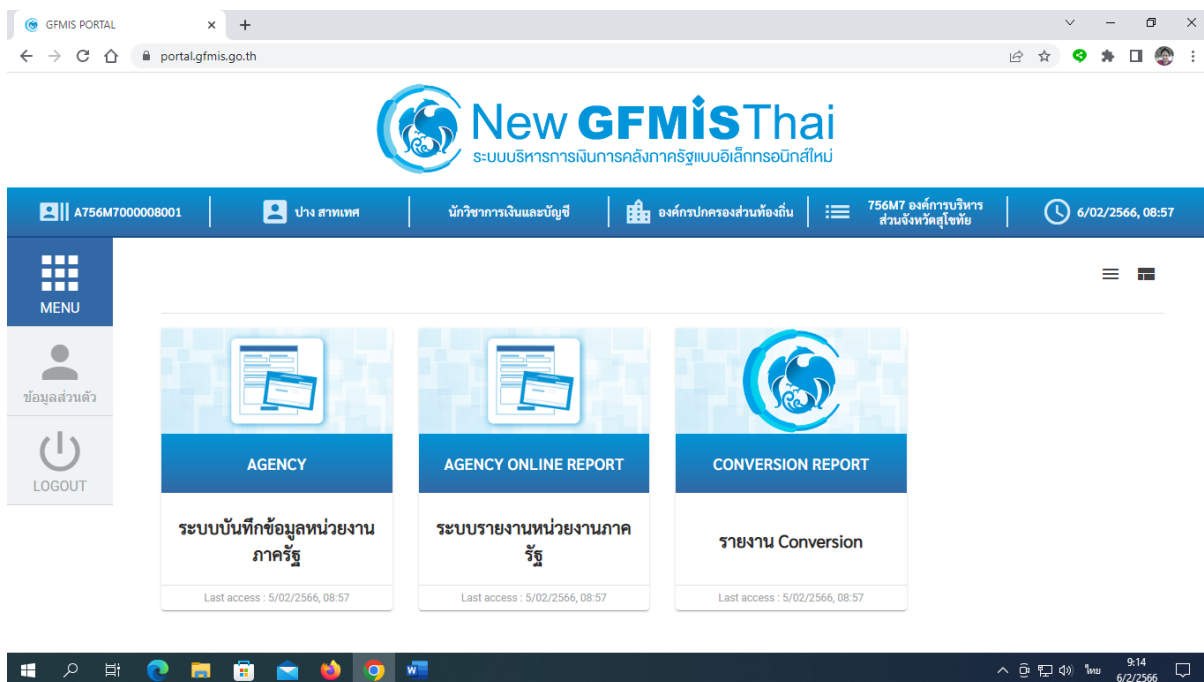 GFMIS PORTAL
portal.gfmis.go.th
New GFMIS Thai
ระบบบริหารการเงินการคลังภาครัฐแบบอิเล็กทรอนิกส์ใหม่
A756M7000008001
ปาง สาทเทศ
นักวิชาการเงินและบัญชี
องค์กรปกครองส่วนท้องถิ่น
756M7 องค์การบริหาร
ส่วนจังหวัดสุโขทัย
6/02/2566, 08:57
MENU
ข้อมูลส่วนตัว
LOGOUT
AGENCY
ระบบบันทึกข้อมูลหน่วยงาน
ภาครัฐ
Last access : 5/02/2566, 08:57
AGENCY ONLINE REPORT
ระบบรายงานหน่วยงานภาค
รัฐ
Last access : 5/02/2566, 08:57
CONVERSION REPORT
รายงาน Conversion
Last access : 5/02/2566, 08:57
W
ไทย
9:14
6/2/2566